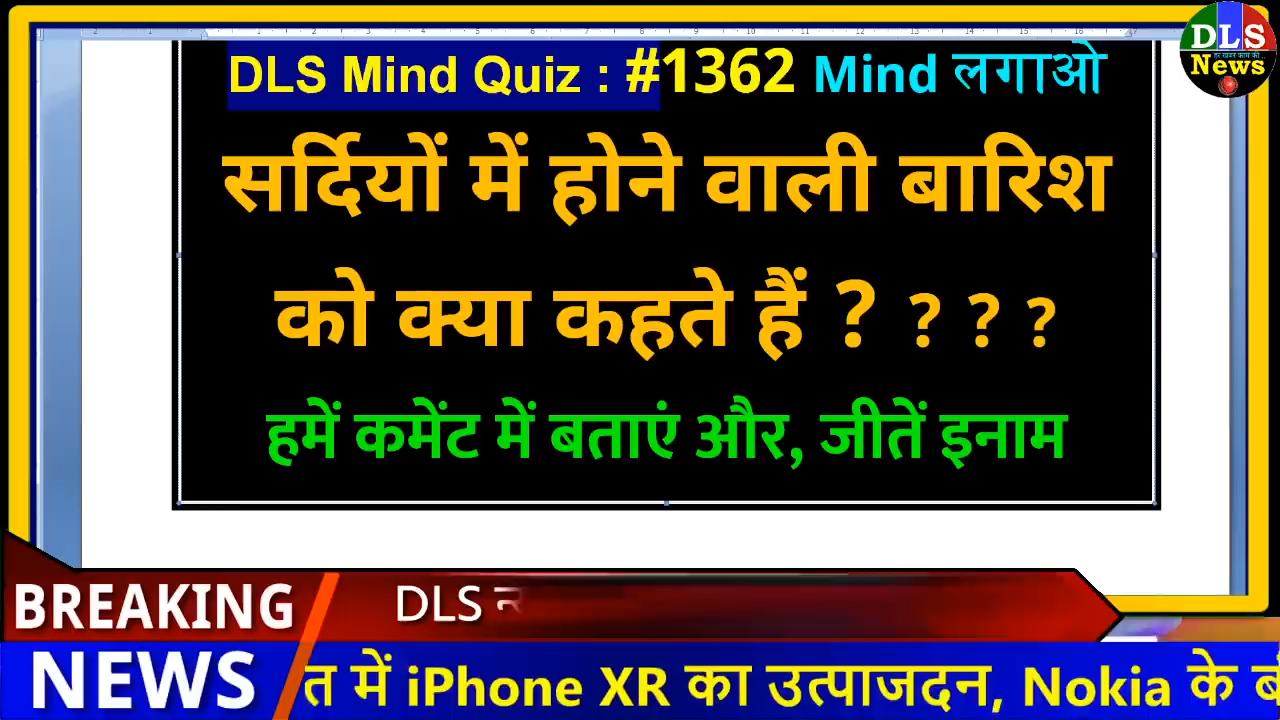 DLS Mind Quiz : #1362 Mind लगाओ
सर्दियों में होने वाली बारिश
को क्या कहते हैं ? ? ? ?
हमें कमेंट में बताएं और, जीतें इनाम
DLS
News
BREAKING
NEWS
DLS
त में iPhone XR का उत्पाजदन, Nokia के